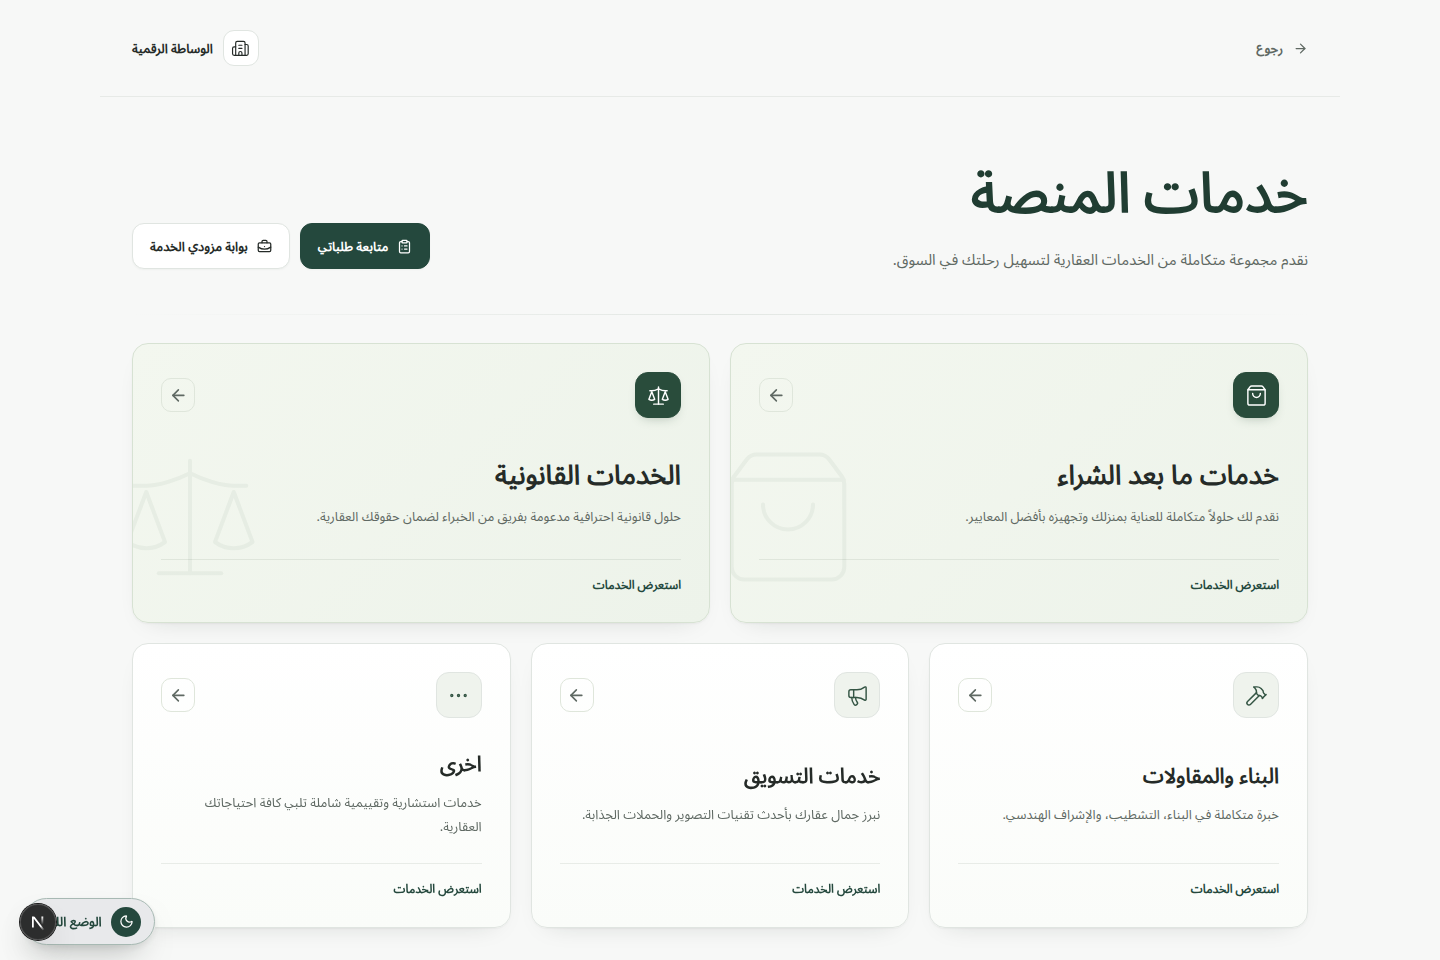 رجوع
الوساطة الرقمية
خدمات المنصة
نقدم مجموعة متكاملة من الخدمات العقارية لتسهيل رحلتك في السوق.
متابعة طلباتي
بوابة مزودي الخدمة
خدمات ما بعد الشراء
نقدم لك حلولاً متكاملة للعناية بمنزلك وتجهيزه بأفضل المعايير.
استعرض الخدمات
الخدمات القانونية
حلول قانونية احترافية مدعومة بفريق من الخبراء لضمان حقوقك العقارية.
استعرض الخدمات
البناء والمقاولات
خبرة متكاملة في البناء، التشطيب، والإشراف الهندسي.
استعرض الخدمات
خدمات التسويق
نبرز جمال عقارك بأحدث تقنيات التصوير والحملات الجذابة.
استعرض الخدمات
اخرى
خدمات استشارية وتقييمية شاملة تلبي كافة احتياجاتك
العقارية.
استعرض الخدمات
الوضع
N